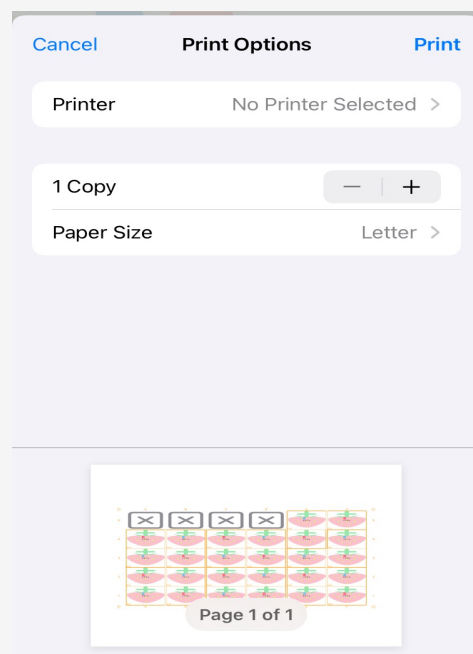 Cancel Print Options Print
Printer No Printer Selected
1 Copy
Paper Size Letter
Page 1 of 1